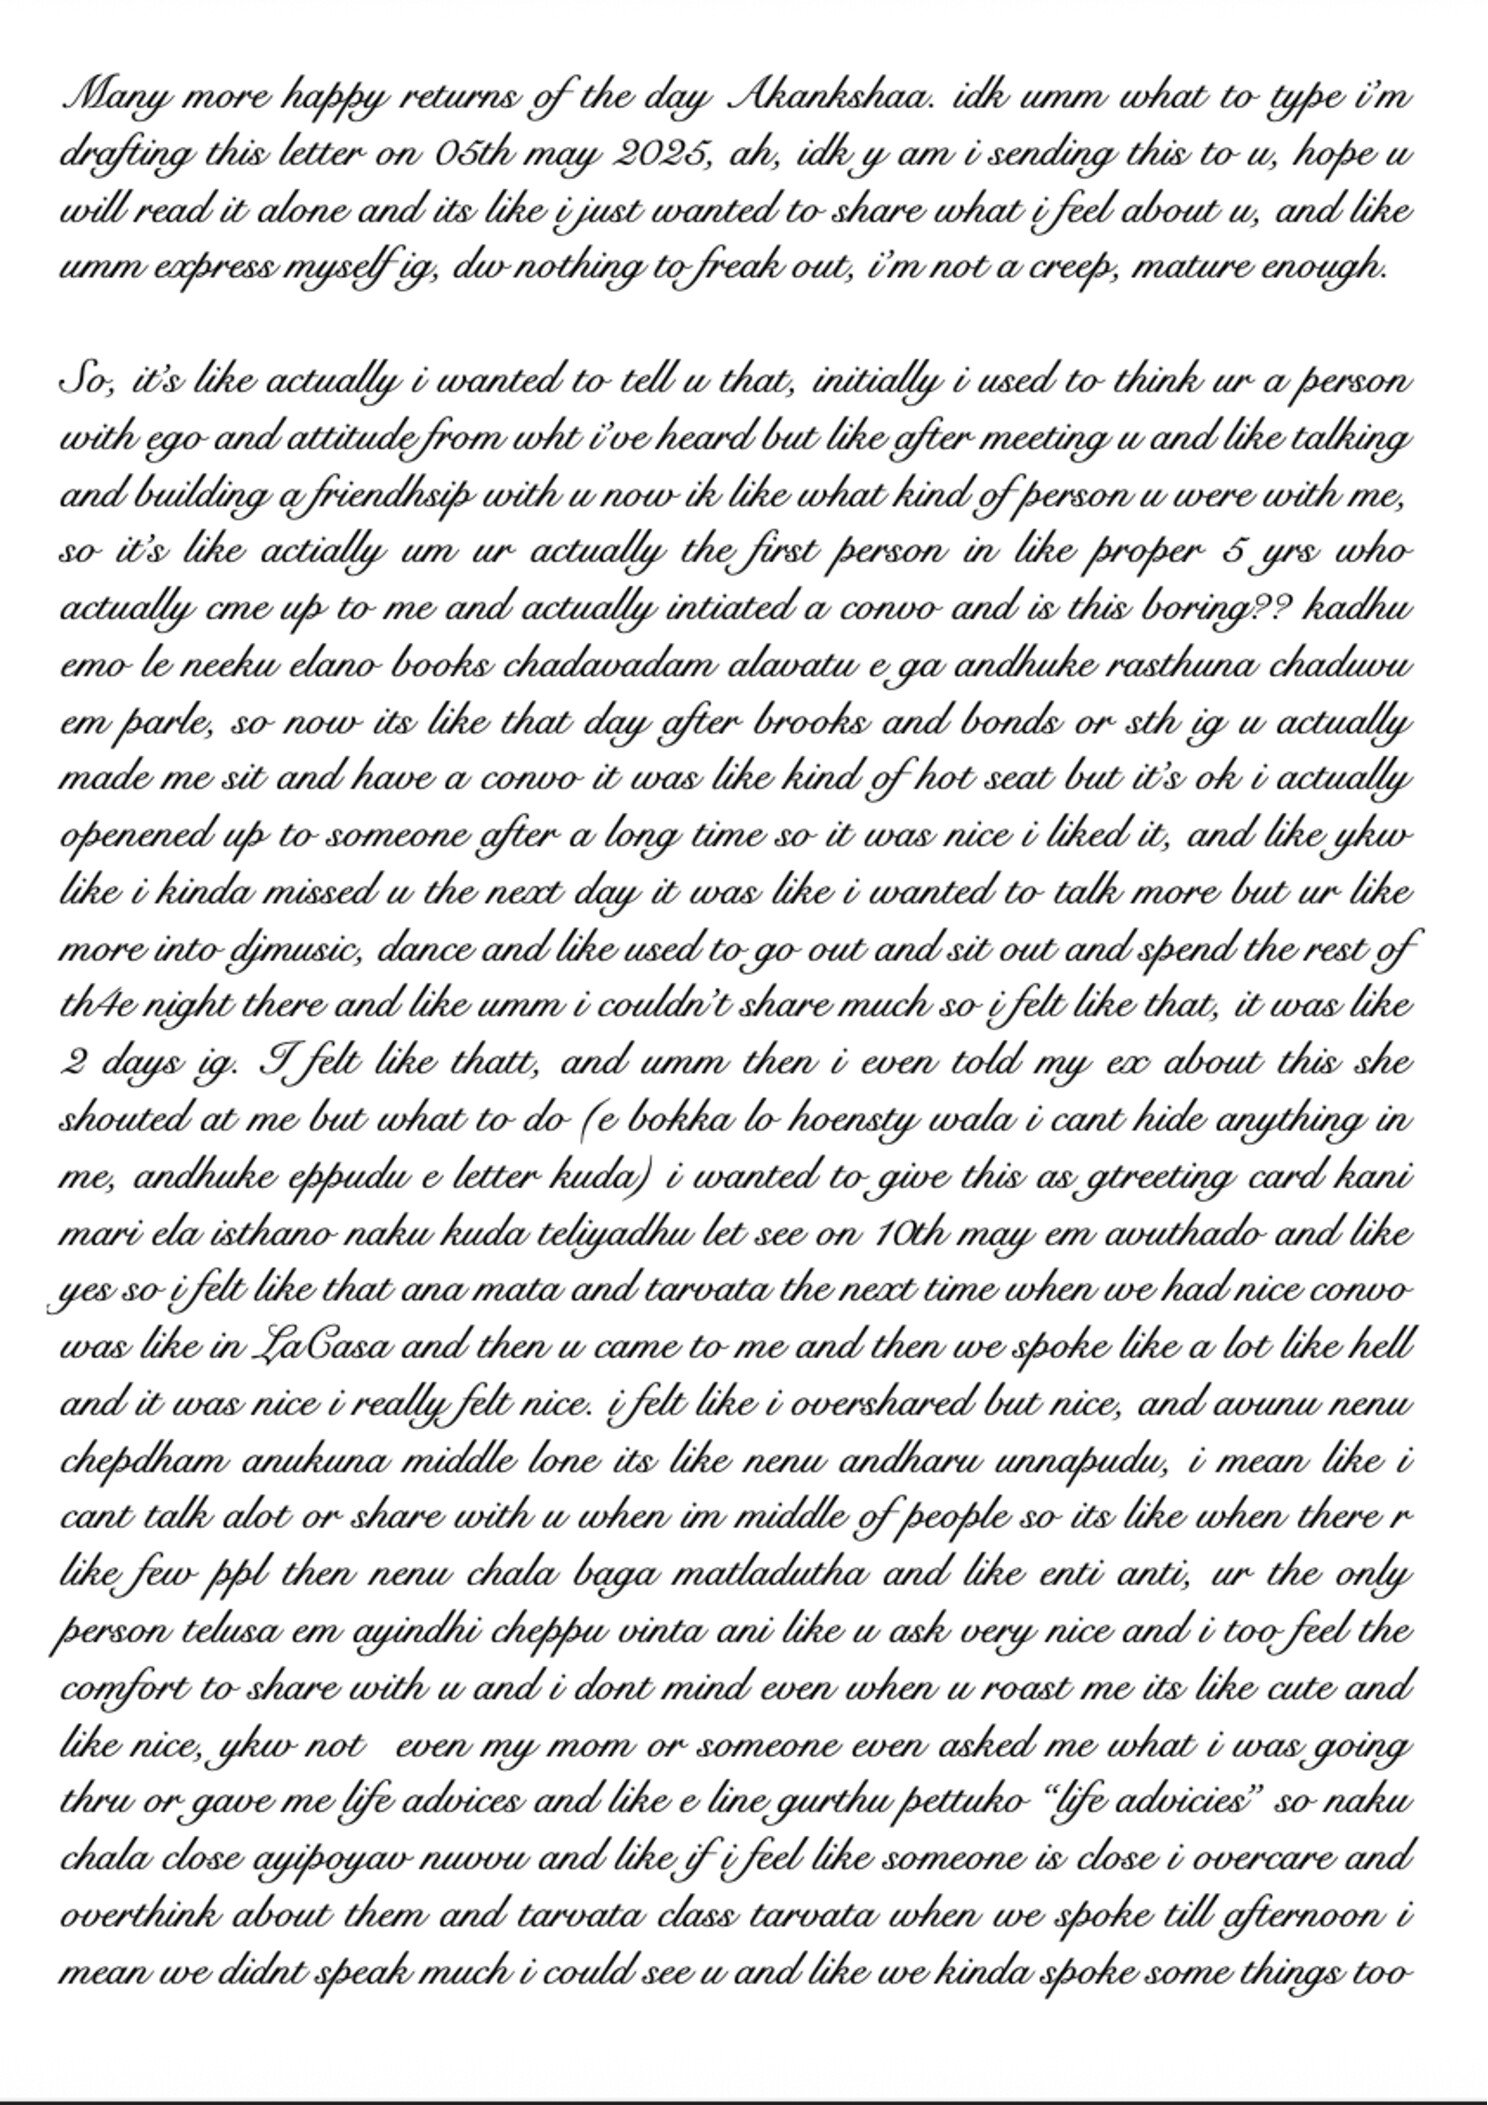 Many more happy returns of the day Akankshaa. idk umm what to type i'm
drafting this letter on 05th may 2025, ah, idk y am i sending this to u, hope u
will read it alone and its like i just wanted to share what i feel about u, and like
umm express myself ig, dw nothing to freak out, i'm not a creep, mature enough.
So, it's like actually i wanted to tell u that, initially i used to think ur a person
with ego and attitude from wht i've heard but like after meeting u and like talking
and building a friendhsip with u now ik like what kind of person u were with me,
so it's like actially um ur actually the first person in like proper 5 yrs who
actually cme up to me and actually intiated a convo and is this boring?? kadhu
emo le neeku elano books chadavadam alavatu e ga andhuke rasthuna chaduvu
em parle, so now its like that day after brooks and bonds or sth ig u actually
made me sit and have a convo it was like kind of hot seat but it's ok i actually
openened up to someone after a long time so it was nice i liked it, and like ykw
like i kinda missed u the next day it was like i wanted to talk more but ur like
more into djmusic, dance and like used to go out and sit out and spend the rest of
th4e night there and like umm i couldn't share much so i felt like that, it was like
2 days ig. I felt like thatt, and umm then i even told my ex about this she
shouted at me but what to do (e bokka lo hoensty wala i cant hide anything in
me, andhuke eppudu e letter kuda) i wanted to give this as gtreeting card kani
mari ela isthano naku kuda teliyadhu let see on 10th may em avuthado and like
yes so i felt like that ana mata and tarvata the next time when we had nice convo
was like in LaCasa and then u came to me and then we spoke like a lot like hell
and it was nice i really felt nice. i felt like i overshared but nice, and avunu nenu
chepdham anukuna middle lone its like nenu andharu unnapudu, i mean like i
cant talk alot or share with u when im middle of people so its like when there r
like few ppl then nenu chala baga matladutha and like enti anti, ur the only
person telusa em ayindhi cheppu vinta ani like u ask very nice and i too feel the
comfort to share with u and i dont mind even when u roast me its like cute and
like nice, ykw not even my mom or someone even asked me what i was going
thru or gave me life advices and like e line gurthu pettuko “life advicies” so naku
chala close ayipoyav nuvvu and like if i feel like someone is close i overcare and
overthink about them and tarvata class tarvata when we spoke till afternoon i
mean we didnt speak much i could see u and like we kinda spoke some things too